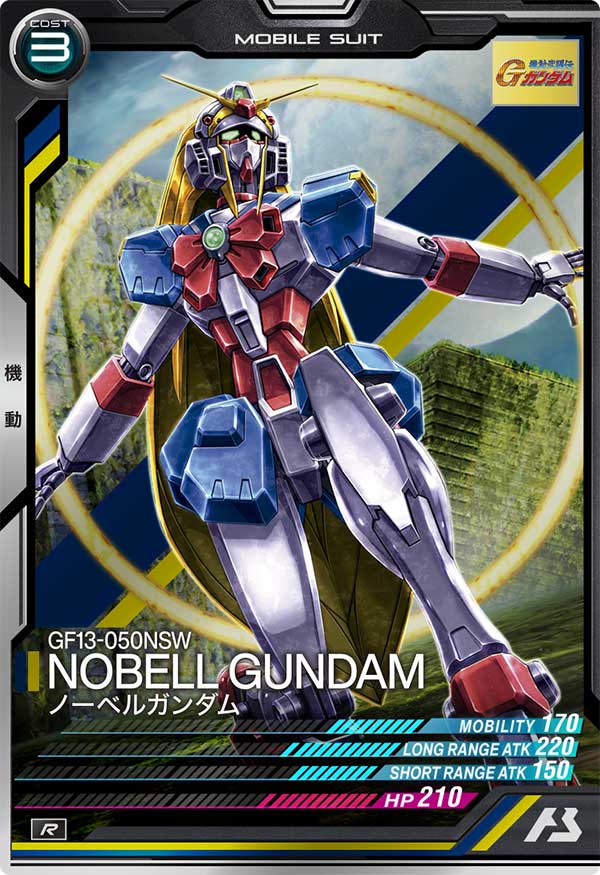 COST
3
MOBILE SUIT
機動武闘伝
Gガンダム
機動
GF13-050NSW
NOBELL GUNDAM
ノーベルガンダム
MOBILITY 170
LONG RANGE ATK 220
SHORT RANGE ATK 150
HP 210
R